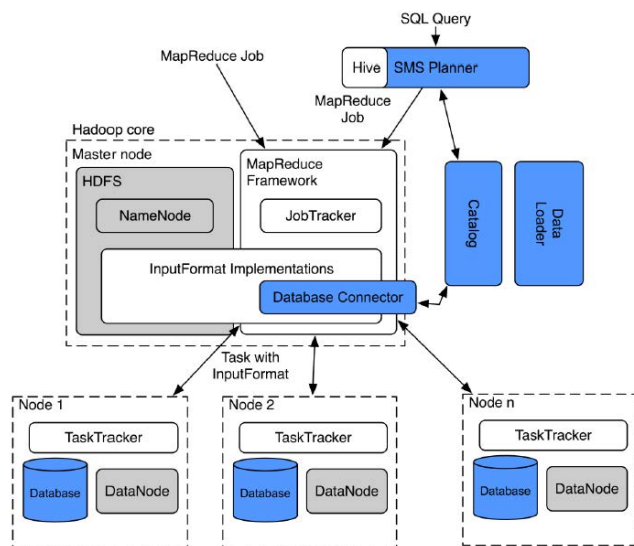 SQL Query
Hive SMS Planner
MapReduce Job
MapReduce
Job
Hadoop core
Master node
HDFS
MapReduce
Framework
NameNode
JobTracker
InputFormat Implementations
Database Connector
Catalog
Data
Loader
Task with
InputFormat
Node 1
TaskTracker
Database
DataNode
Node 2
TaskTracker
Database
DataNode
Node n
TaskTracker
Database
DataNode